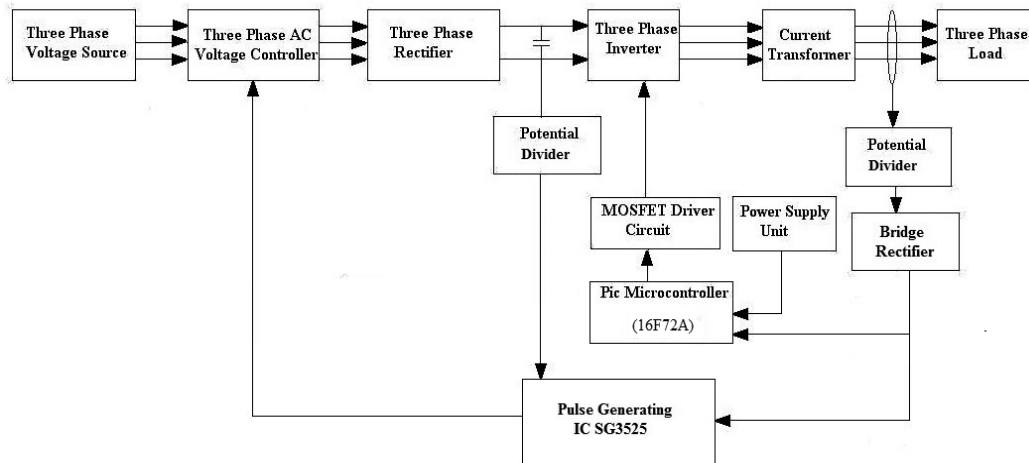 Three Phase
Voltage Source
Three Phase AC
Voltage Controller
Three Phase
Rectifier
Three Phase
Inverter
Current
Transformer
Three Phase
Load
Potential
Divider
Potential
Divider
MOSFET Driver
Circuit
Power Supply
Unit
Bridge
Rectifier
Pic Microcontroller
(16F72A)
Pulse Generating
IC SG3525